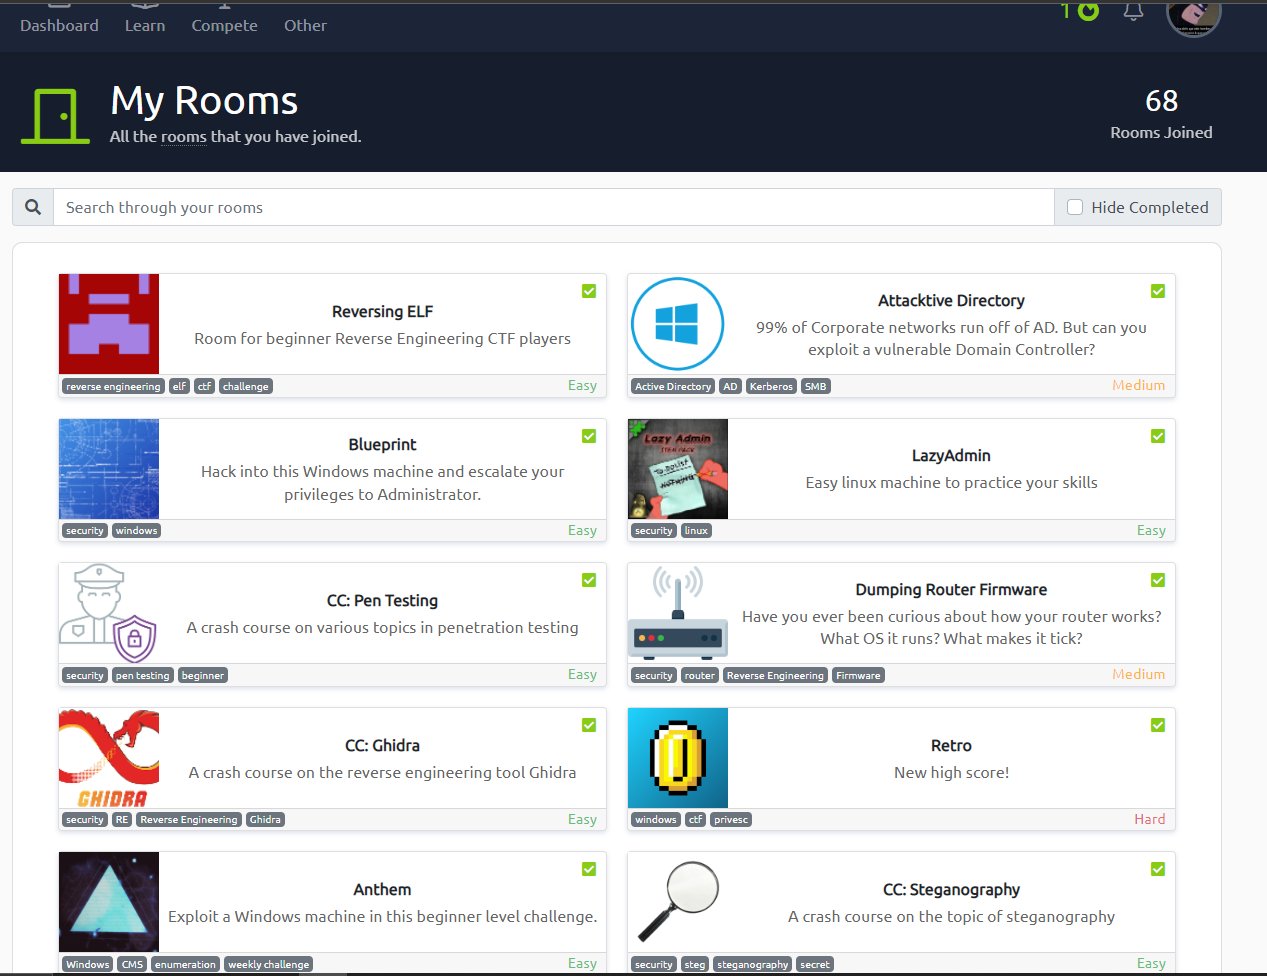 Dashboard Learn Compete Other
1
My Rooms
All the rooms that you have joined.
68
Rooms Joined
Search through your rooms
Hide Completed
Reversing ELF
Room for beginner Reverse Engineering CTF players
reverse engineering elf ctf challenge Easy
Attacktive Directory
99% of Corporate networks run off of AD. But can you
exploit a vulnerable Domain Controller?
Active Directory AD Kerberos SMB Medium
Blueprint
Hack into this Windows machine and escalate your
privileges to Administrator.
security windows Easy
Lazy Admin
ITEM PACK
TO DO LIST
NOTHING
LazyAdmin
Easy linux machine to practice your skills
security linux Easy
CC: Pen Testing
A crash course on various topics in penetration testing
security pen testing beginner Easy
Dumping Router Firmware
Have you ever been curious about how your router works?
What OS it runs? What makes it tick?
security router Reverse Engineering Firmware Medium
GHIDRA
CC: Ghidra
A crash course on the reverse engineering tool Ghidra
security RE Reverse Engineering Ghidra Easy
Retro
New high score!
windows ctf privesc Hard
Anthem
Exploit a Windows machine in this beginner level challenge.
Windows CMS enumeration weekly challenge Easy
CC: Steganography
A crash course on the topic of steganography
security steg steganography secret Easy